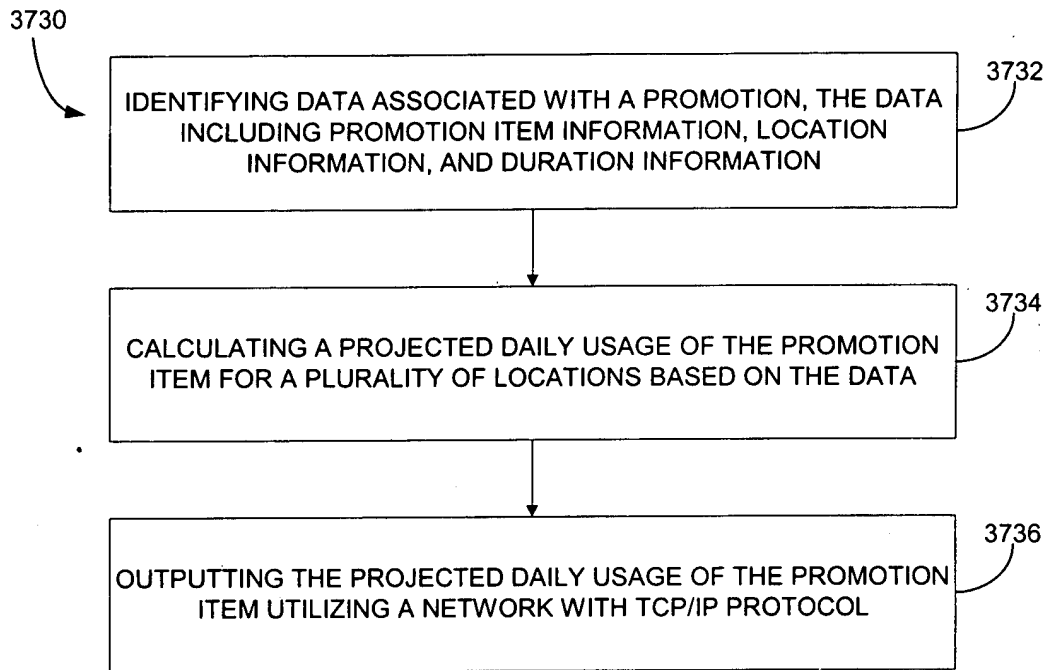 3730
3732
IDENTIFYING DATA ASSOCIATED WITH A PROMOTION, THE DATA
INCLUDING PROMOTION ITEM INFORMATION, LOCATION
INFORMATION, AND DURATION INFORMATION
3734
CALCULATING A PROJECTED DAILY USAGE OF THE PROMOTION
ITEM FOR A PLURALITY OF LOCATIONS BASED ON THE DATA
3736
OUTPUTTING THE PROJECTED DAILY USAGE OF THE PROMOTION
ITEM UTILIZING A NETWORK WITH TCP/IP PROTOCOL